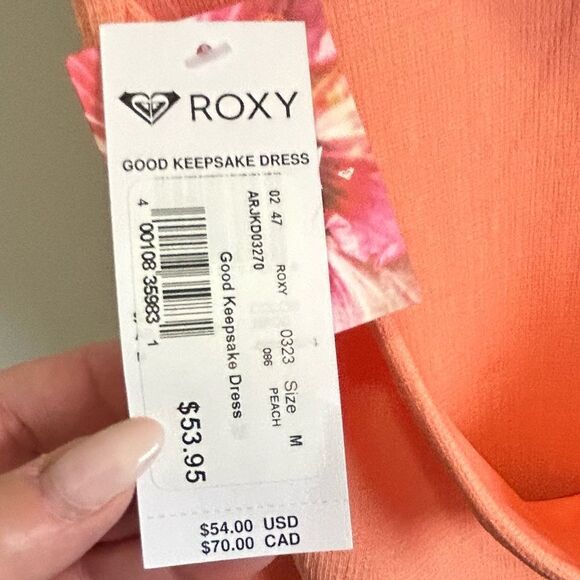 ROXY
GOOD KEEPSAKE DRESS
02 47 ROXY 0323 Size M
ARJKD03270 086 PEACH
Good Keepsake Dress
4 00108 35983 1
$53.95
$54.00 USD
$70.00 CAD